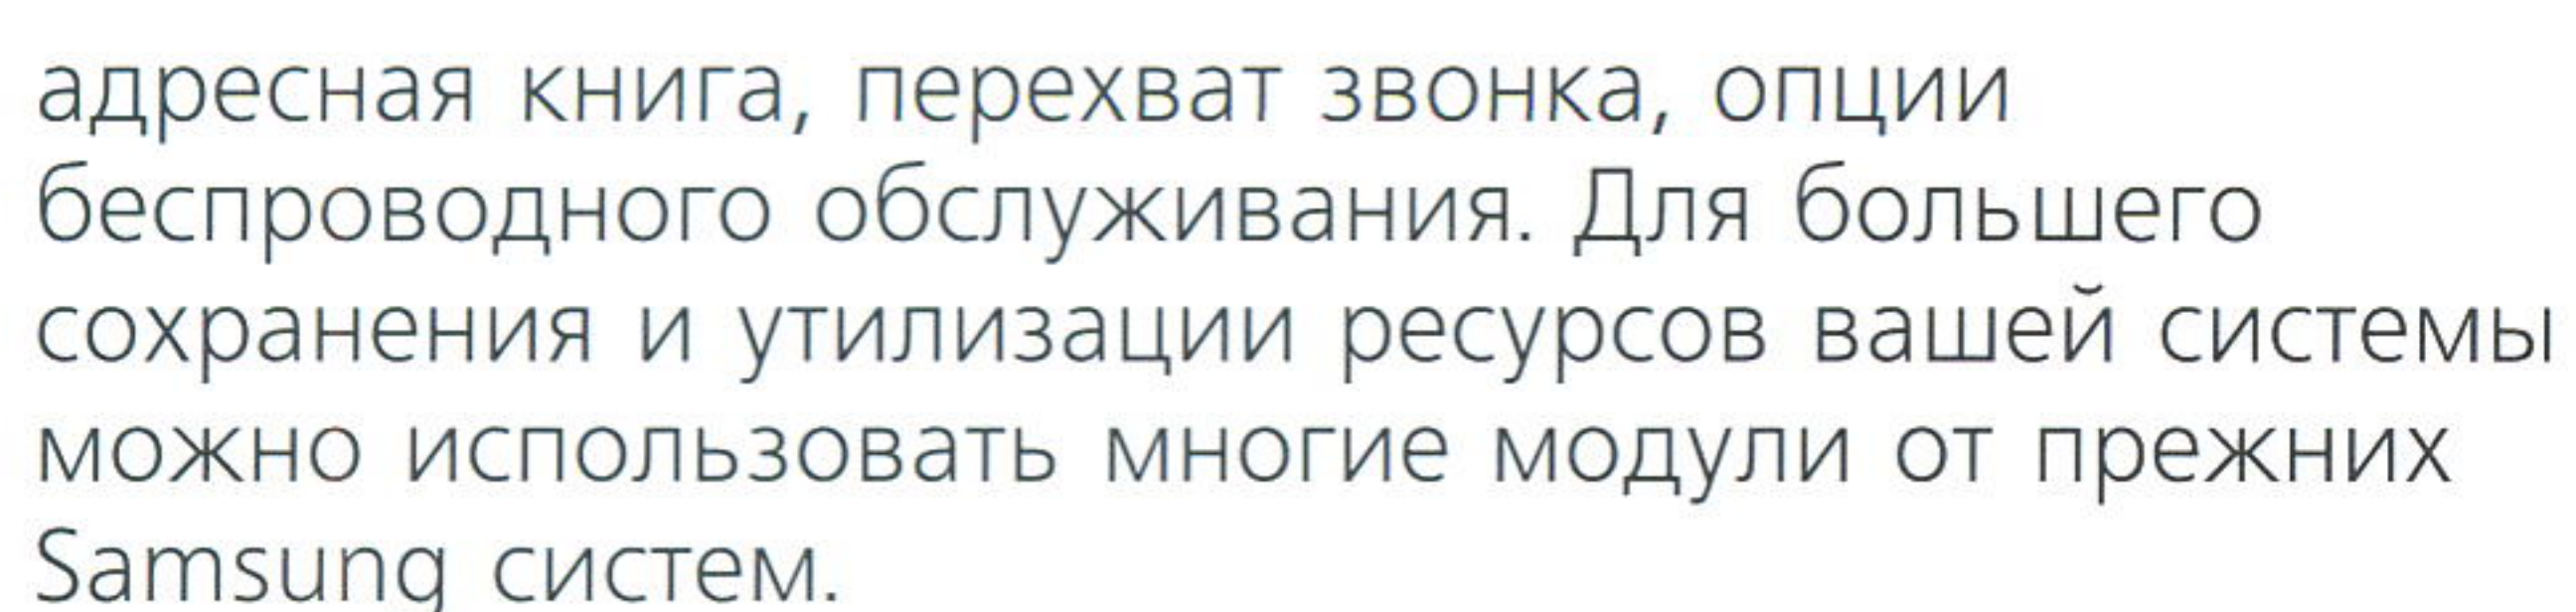 адресная книга, перехват звонка, опции
беспроводного обслуживания. Для большего
сохранения и утилизации ресурсов вашей системы
можно использовать многие модули от прежних
Samsung систем.